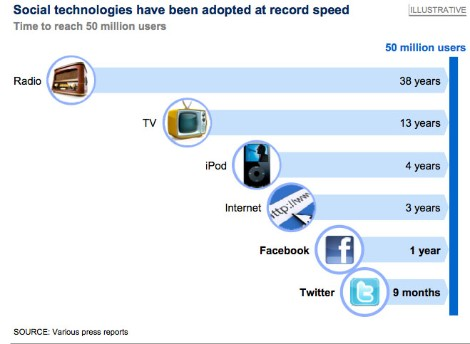 Social technologies have been adopted at record speed
ILLUSTRATIVE
Time to reach 50 million users
50 million users
Radio
38 years
TV
13 years
iPod
4 years
Internet
http://www
3 years
Facebook
f
1 year
Twitter
t
9 months
SOURCE: Various press reports